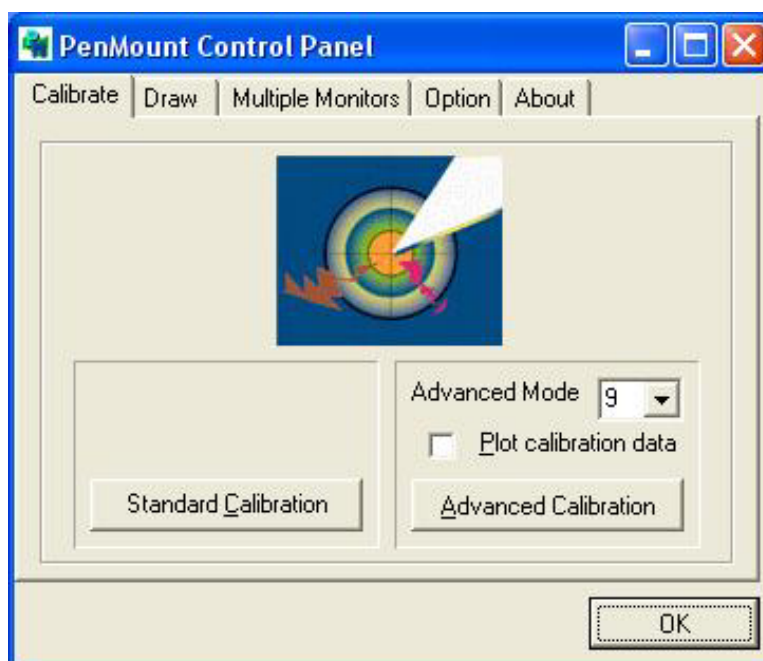 PenMount Control Panel
Calibrate Draw Multiple Monitors Option About
Advanced Mode 9
Plot calibration data
Standard Calibration Advanced Calibration
OK